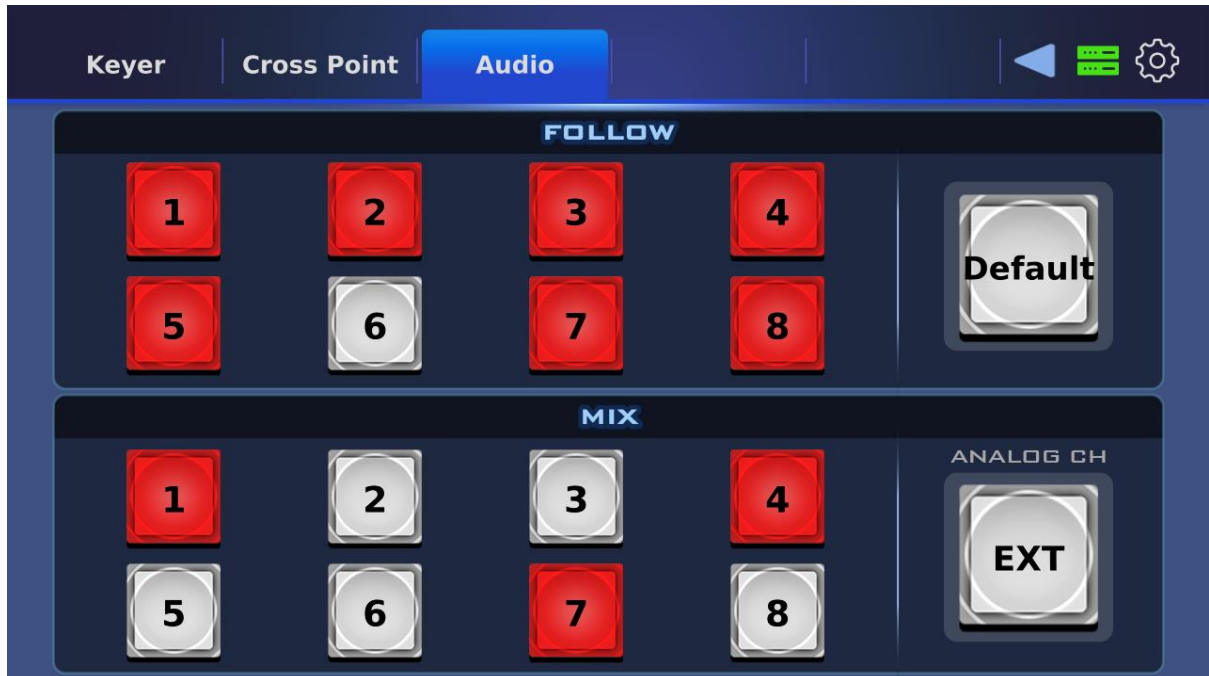 Keyer Cross Point Audio
FOLLOW
1 2 3 4
Default
5 6 7 8
MIX
ANALOG CH
1 2 3 4
EXT
5 6 7 8